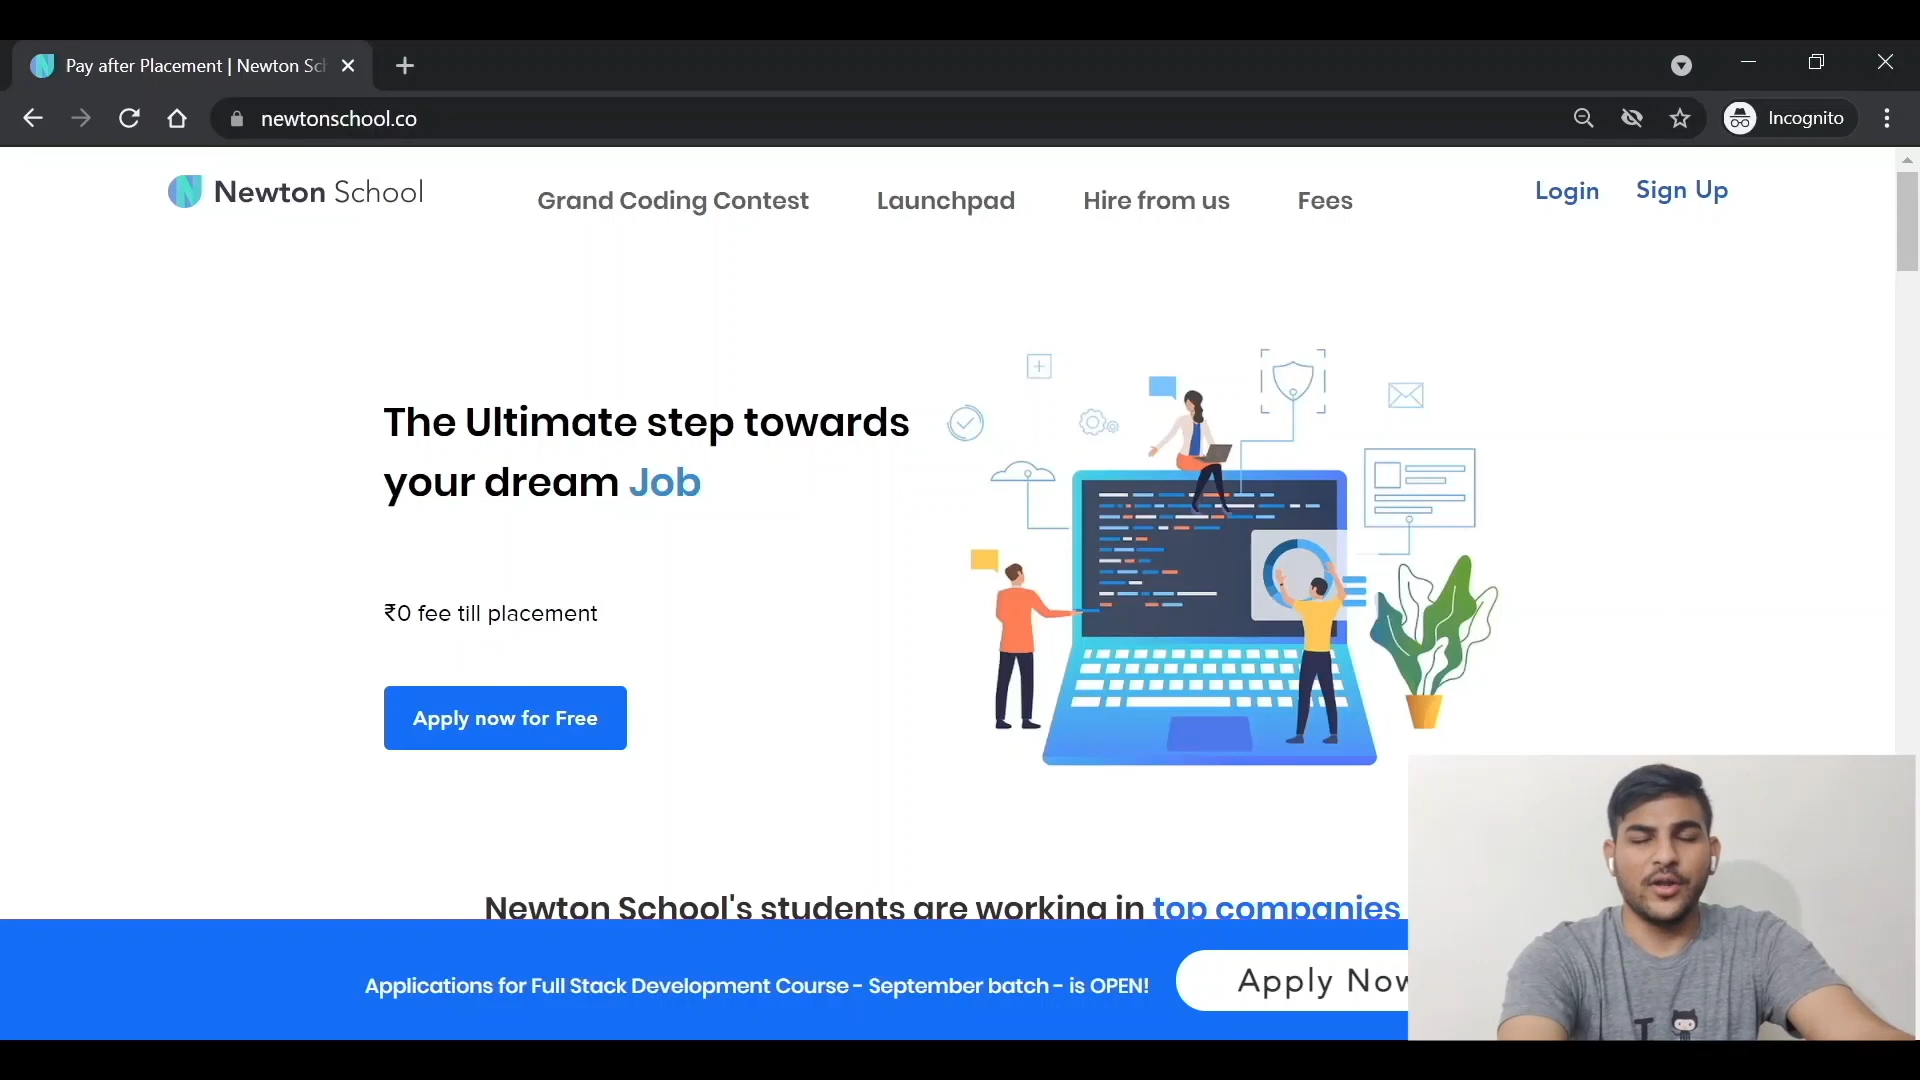 Pay after Placement | Newton Sch
newtonschool.co
Incognito
Newton School
Grand Coding Contest
Launchpad
Hire from us
Fees
Login
Sign Up
The Ultimate step towards
your dream Job
₹0 fee till placement
Apply now for Free
Newton School's students are working in top companies
Applications for Full Stack Development Course - September batch - is OPEN!
Apply Now
I